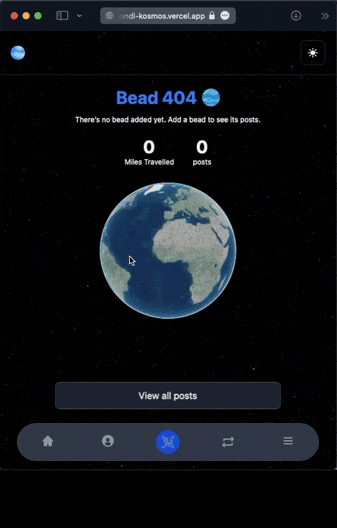 ndi-kosmos.vercel.app
Bead 404
There's no bead added yet. Add a bead to see its posts.
0 0
Miles Travelled posts
View all posts